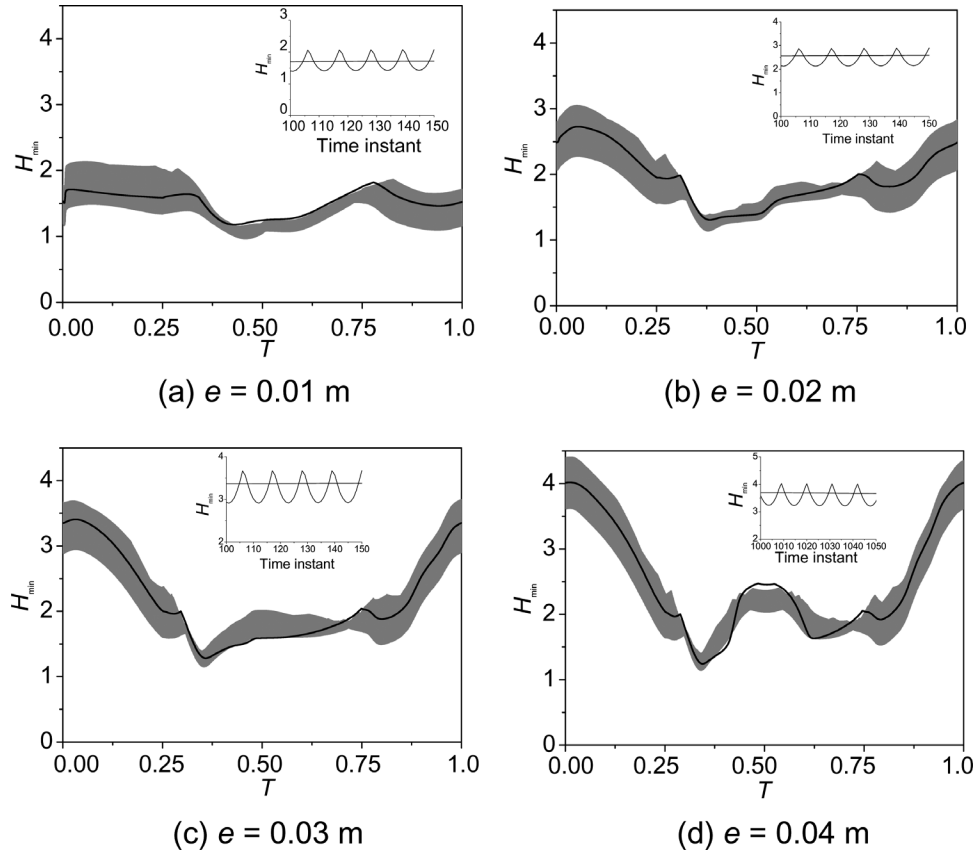 4
3
2
1
0
H min
0.00 0.25 0.50 0.75 1.0
T
3
2
1
0
H min
100 110 120 130 140 150
Time instant
(a) e = 0.01 m
4
3
2
1
0
H min
0.00 0.25 0.50 0.75 1.0
T
4
3
2
1
0
H min
100 110 120 130 140 150
Time instant
(b) e = 0.02 m
4
3
2
1
0
H min
0.00 0.25 0.50 0.75 1.0
T
4
3
2
H min
100 110 120 130 140 150
Time instant
(c) e = 0.03 m
4
3
2
1
0
H min
0.00 0.25 0.50 0.75 1.0
T
5
4
3
2
H min
1000 1010 1020 1030 1040 1050
Time instant
(d) e = 0.04 m